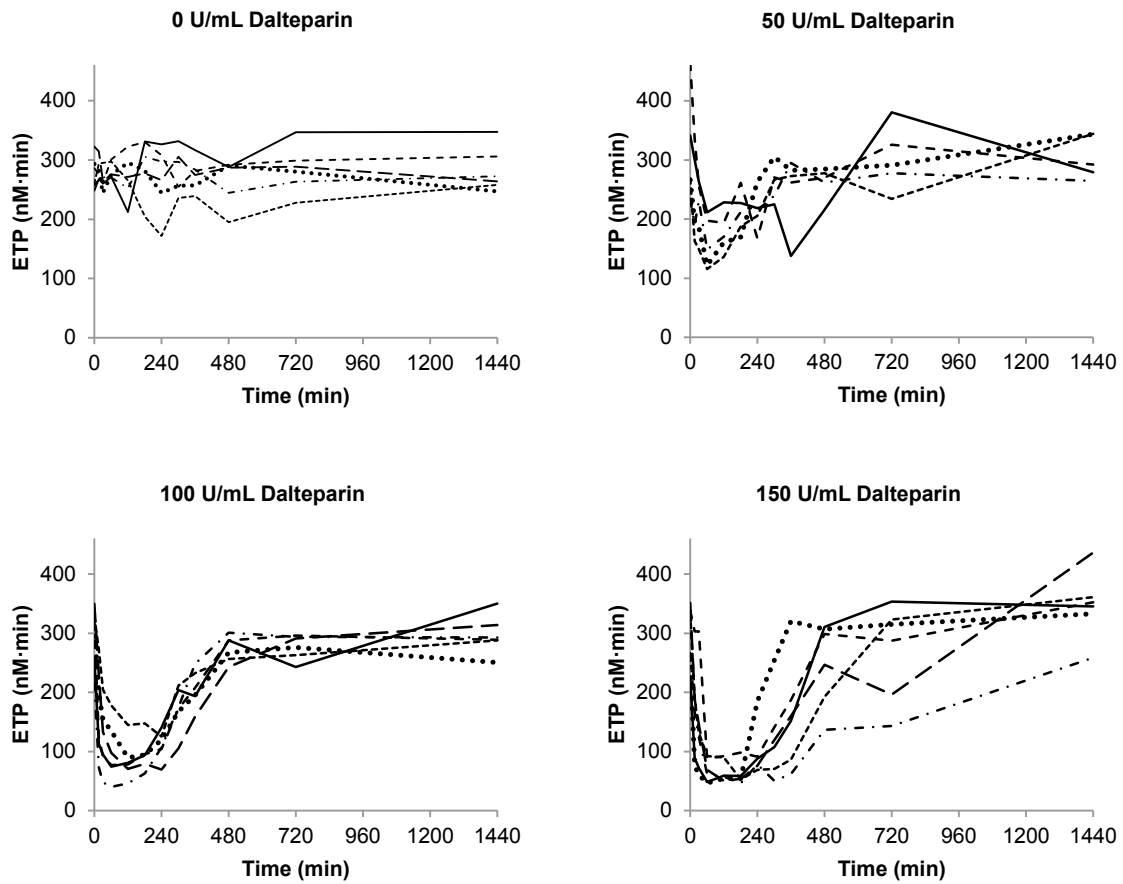 0 U/mL Dalteparin
ETP (nM·min)
400
300
200
100
0
0 240 480 720 960 1200 1440
Time (min)
50 U/mL Dalteparin
ETP (nM·min)
400
300
200
100
0
0 240 480 720 960 1200 1440
Time (min)
100 U/mL Dalteparin
ETP (nM·min)
400
300
200
100
0
0 240 480 720 960 1200 1440
Time (min)
150 U/mL Dalteparin
ETP (nM·min)
400
300
200
100
0
0 240 480 720 960 1200 1440
Time (min)